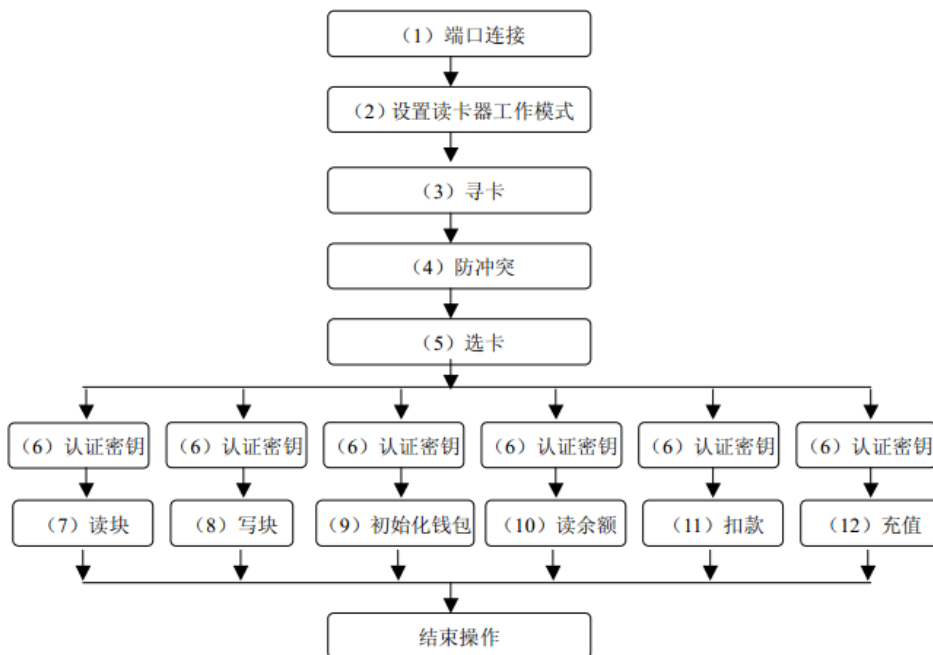 （1）端口连接
（2）设置读卡器工作模式
（3）寻卡
（4）防冲突
（5）选卡
（6）认证密钥
（6）认证密钥
（6）认证密钥
（6）认证密钥
（6）认证密钥
（6）认证密钥
（7）读块
（8）写块
（9）初始化钱包
（10）读余额
（11）扣款
（12）充值
结束操作